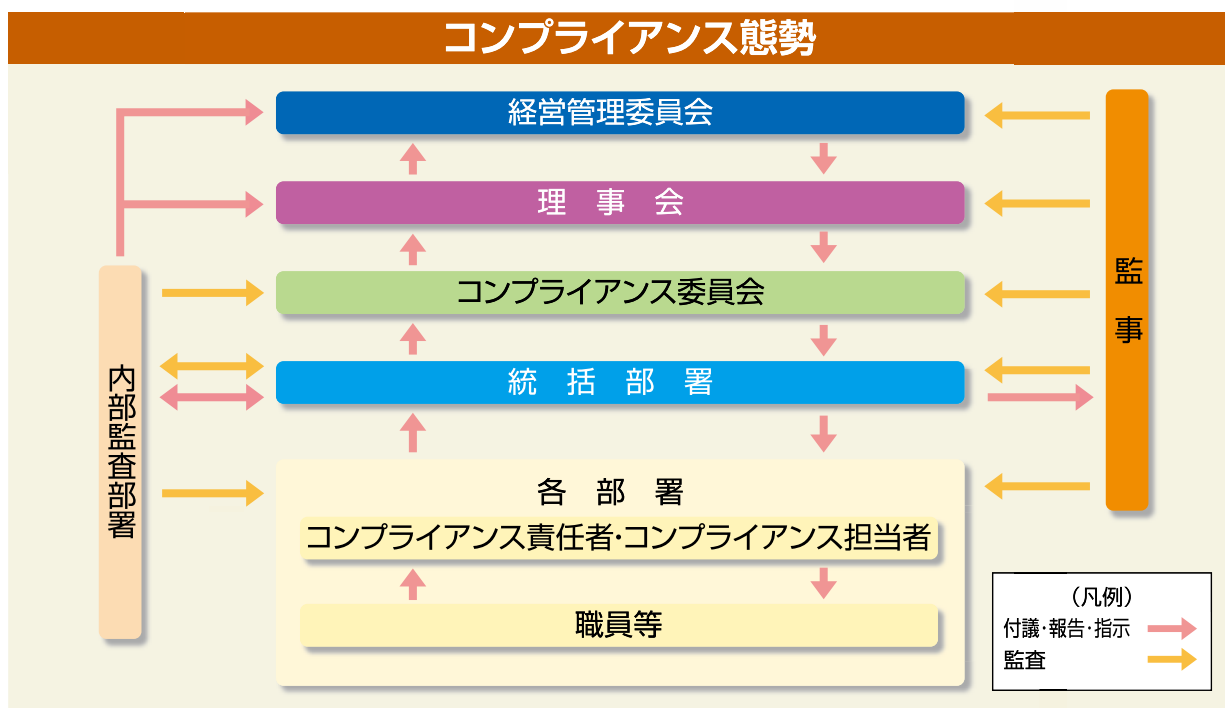 コンプライアンス態勢
経営管理委員会
理事会
コンプライアンス委員会
統括部署
各部署
コンプライアンス責任者・コンプライアンス担当者
職員等
内部監査部署
監事
（凡例）
付議・報告・指示
監査